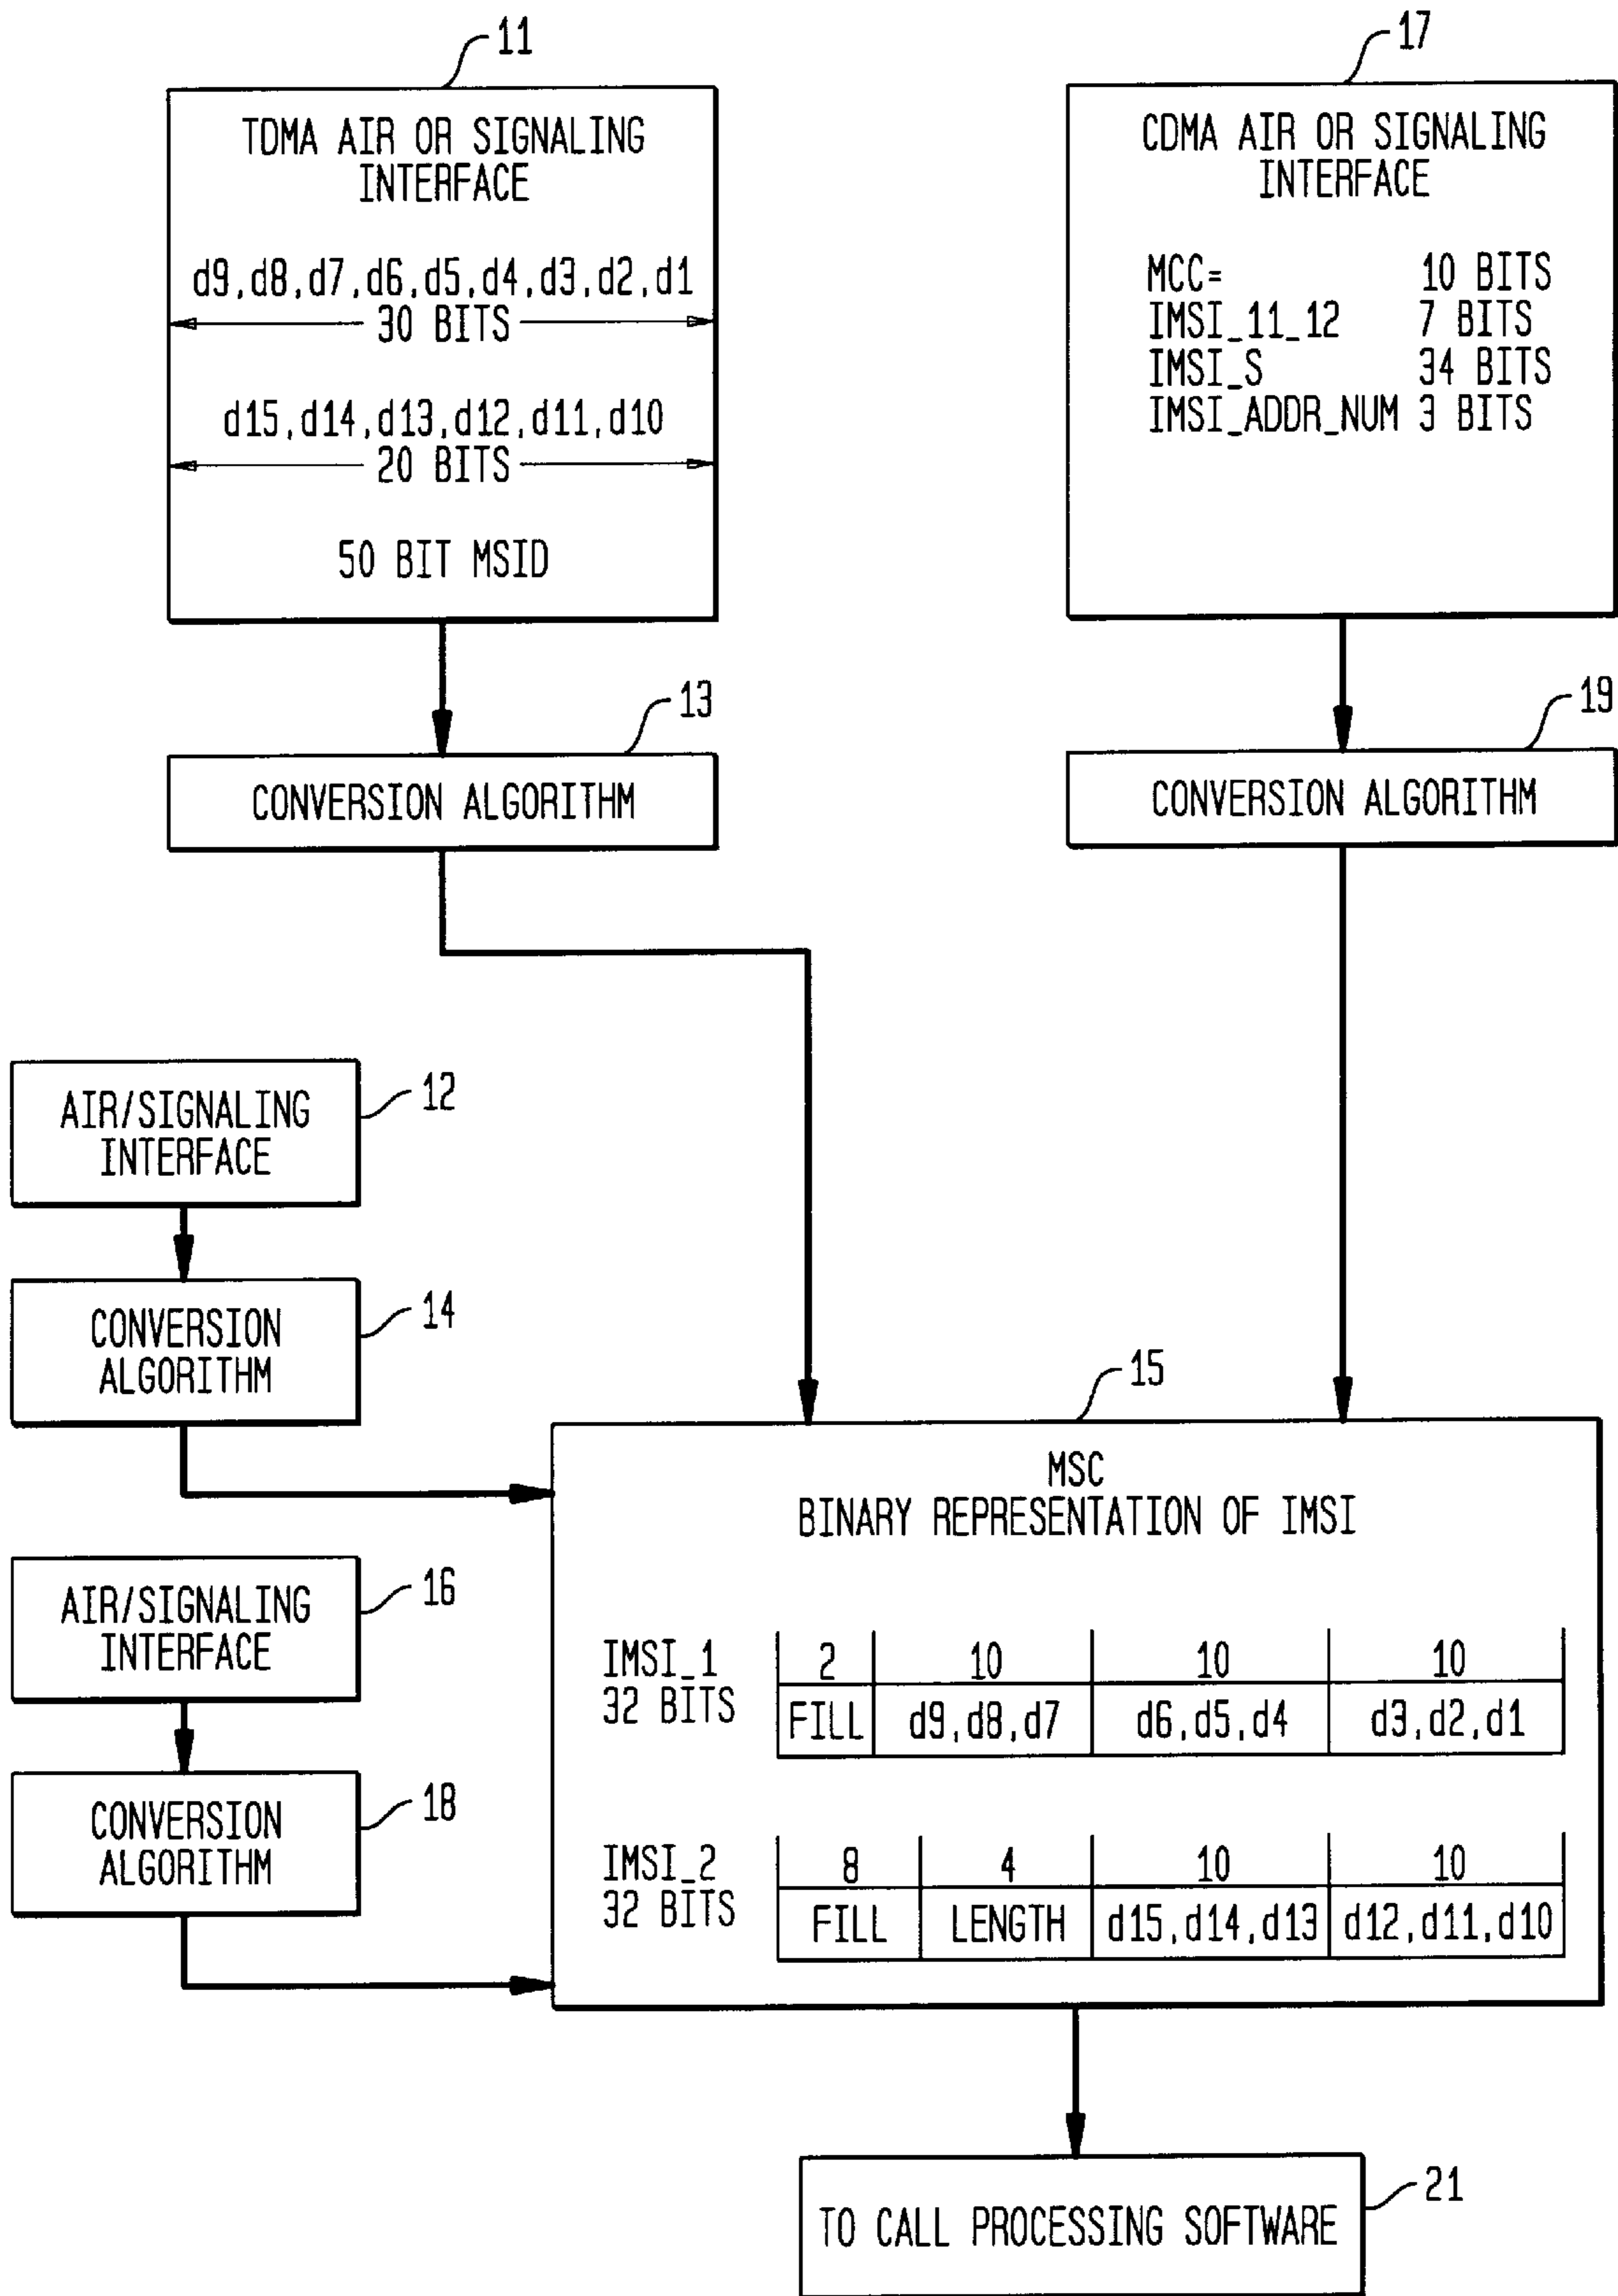 11
TDMA AIR OR SIGNALING
INTERFACE
d9,d8,d7,d6,d5,d4,d3,d2,d1
30 BITS
d15,d14,d13,d12,d11,d10
20 BITS
50 BIT MSID
17
CDMA AIR OR SIGNALING
INTERFACE
MCC= 10 BITS
IMSI_11_12 7 BITS
IMSI_S 34 BITS
IMSI_ADDR_NUM 3 BITS
13
CONVERSION ALGORITHM
19
CONVERSION ALGORITHM
12
AIR/SIGNALING
INTERFACE
14
CONVERSION
ALGORITHM
16
AIR/SIGNALING
INTERFACE
18
CONVERSION
ALGORITHM
15
MSC
BINARY REPRESENTATION OF IMSI
IMSI_1 2 10 10 10
32 BITS FILL d9,d8,d7 d6,d5,d4 d3,d2,d1
IMSI_2 8 4 10 10
32 BITS FILL LENGTH d15,d14,d13 d12,d11,d10
21
TO CALL PROCESSING SOFTWARE